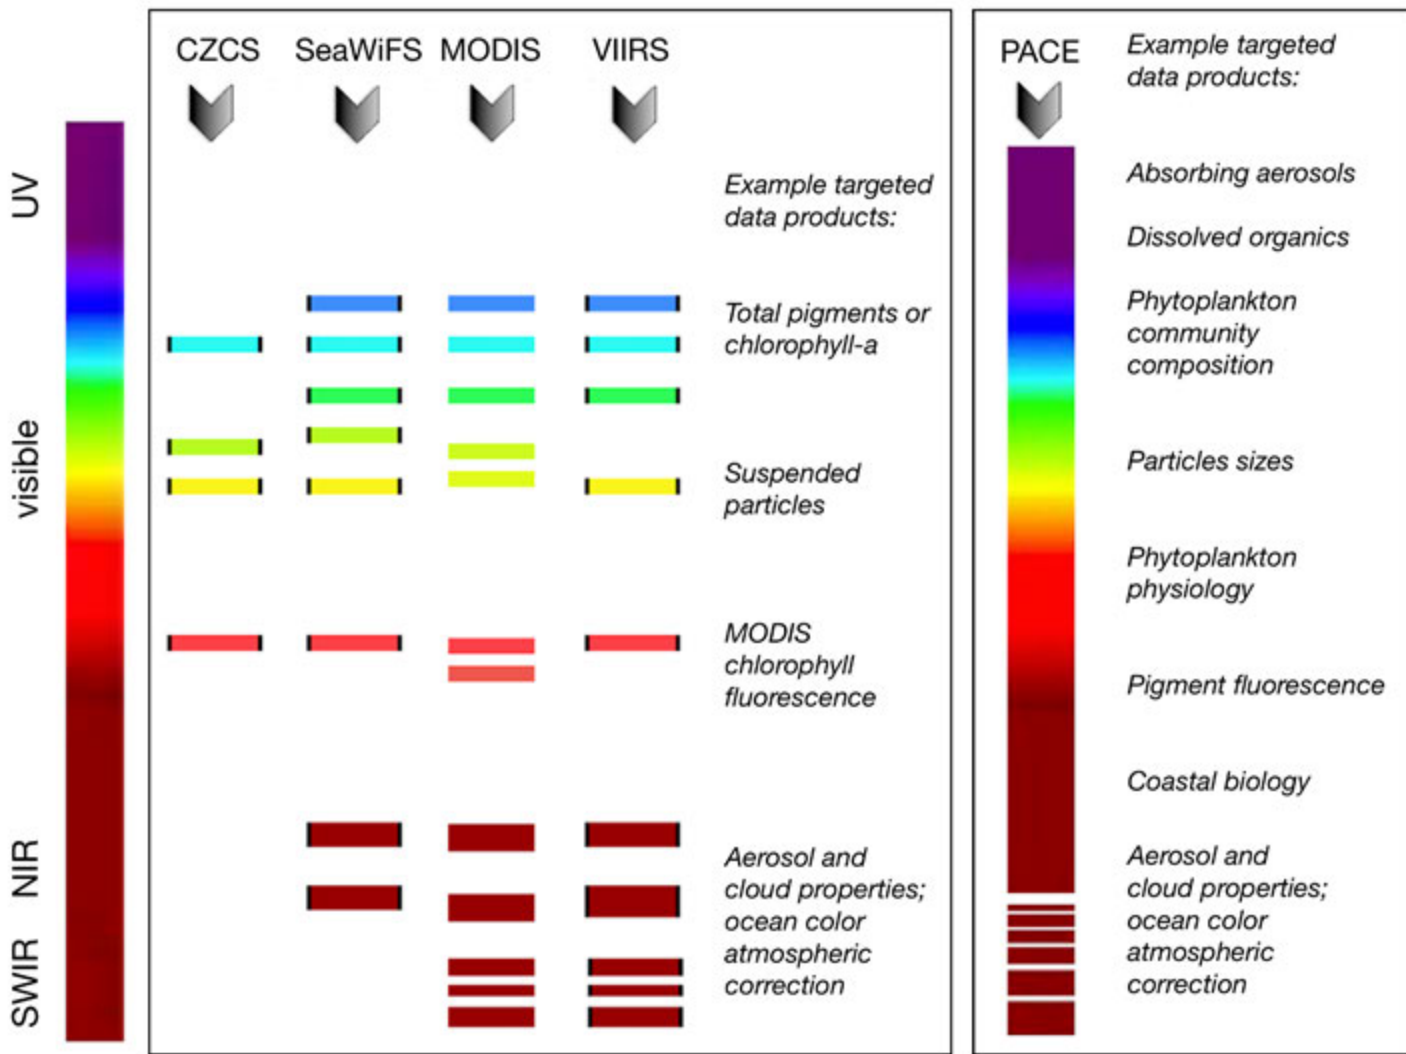 CZCS
SeaWiFS
MODIS
VIIRS
UV
visible
NIR
SWIR
Example targeted
data products:
Total pigments or
chlorophyll-a
Suspended
particles
MODIS
chlorophyll
fluorescence
Aerosol and
cloud properties;
ocean color
atmospheric
correction
PACE
Example targeted
data products:
Absorbing aerosols
Dissolved organics
Phytoplankton
community
composition
Particles sizes
Phytoplankton
physiology
Pigment fluorescence
Coastal biology
Aerosol and
cloud properties;
ocean color
atmospheric
correction